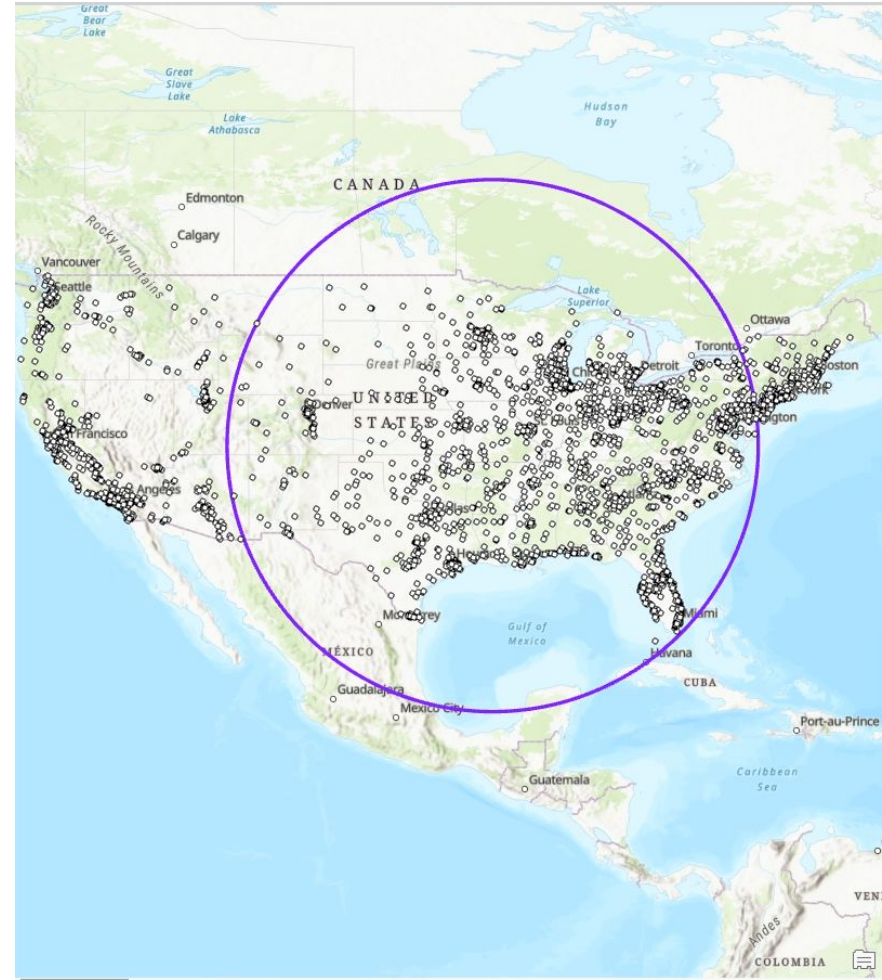 Great
Bear
Lake
Great
Slave
Lake
Lake
Athabasca
Hudson
Bay
CANADA
Edmonton
Calgary
Rocky Mountains
Vancouver
Seattle
Lake
Superior
Ottawa
Toronto
Great Plains
Detroit
Boston
Denver
UNITED
STATES
Francisco
Angeles
Miami
Monterrey
Gulf of
Mexico
MÉXICO
Havana
CUBA
Guadalajara
Mexico City
Port-au-Prince
Guatemala
Caribbean
Sea
VEN
Andes
COLOMBIA